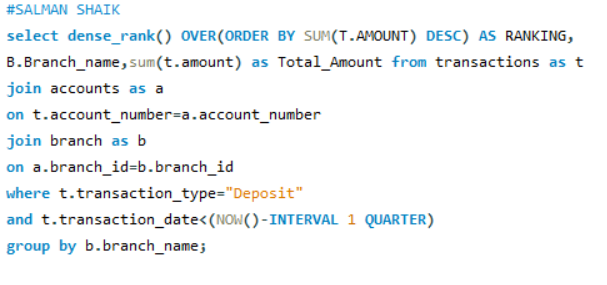 #SALMAN SHAIK
select dense_rank() OVER(ORDER BY SUM(T.AMOUNT) DESC) AS RANKING,
B.Branch_name,sum(t.amount) as Total_Amount from transactions as t
join accounts as a
on t.account_number=a.account_number
join branch as b
on a.branch_id=b.branch_id
where t.transaction_type="Deposit"
and t.transaction_date<(NOW()-INTERVAL 1 QUARTER)
group by b.branch_name;